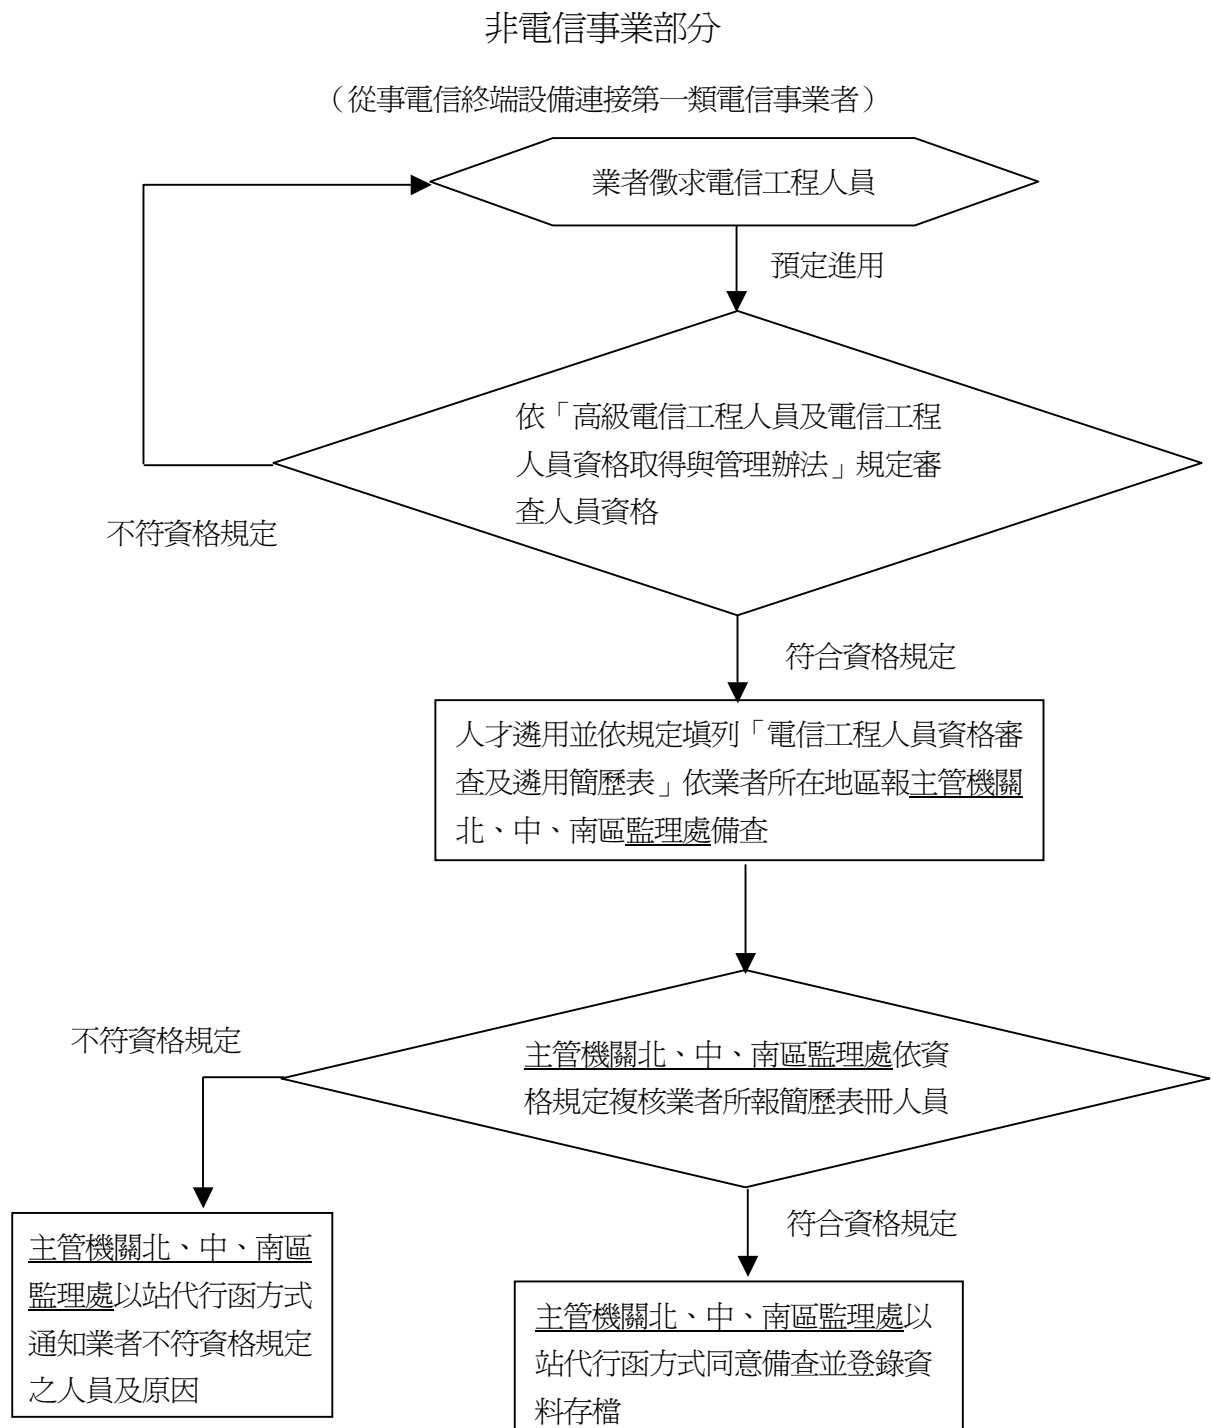 非電信事業部分
（從事電信終端設備連接第一類電信事業者）
業者徵求電信工程人員
預定進用
依「高級電信工程人員及電信工程
人員資格取得與管理辦法」規定審
查人員資格
不符資格規定
符合資格規定
人才遴用並依規定填列「電信工程人員資格審
查及遴用簡歷表」依業者所在地區報主管機關
北、中、南區監理處備查
不符資格規定
主管機關北、中、南區監理處依資
格規定複核業者所報簡歷表冊人員
符合資格規定
主管機關北、中、南區
監理處以站代行函方式
通知業者不符資格規定
之人員及原因
主管機關北、中、南區監理處以
站代行函方式同意備查並登錄資
料存檔